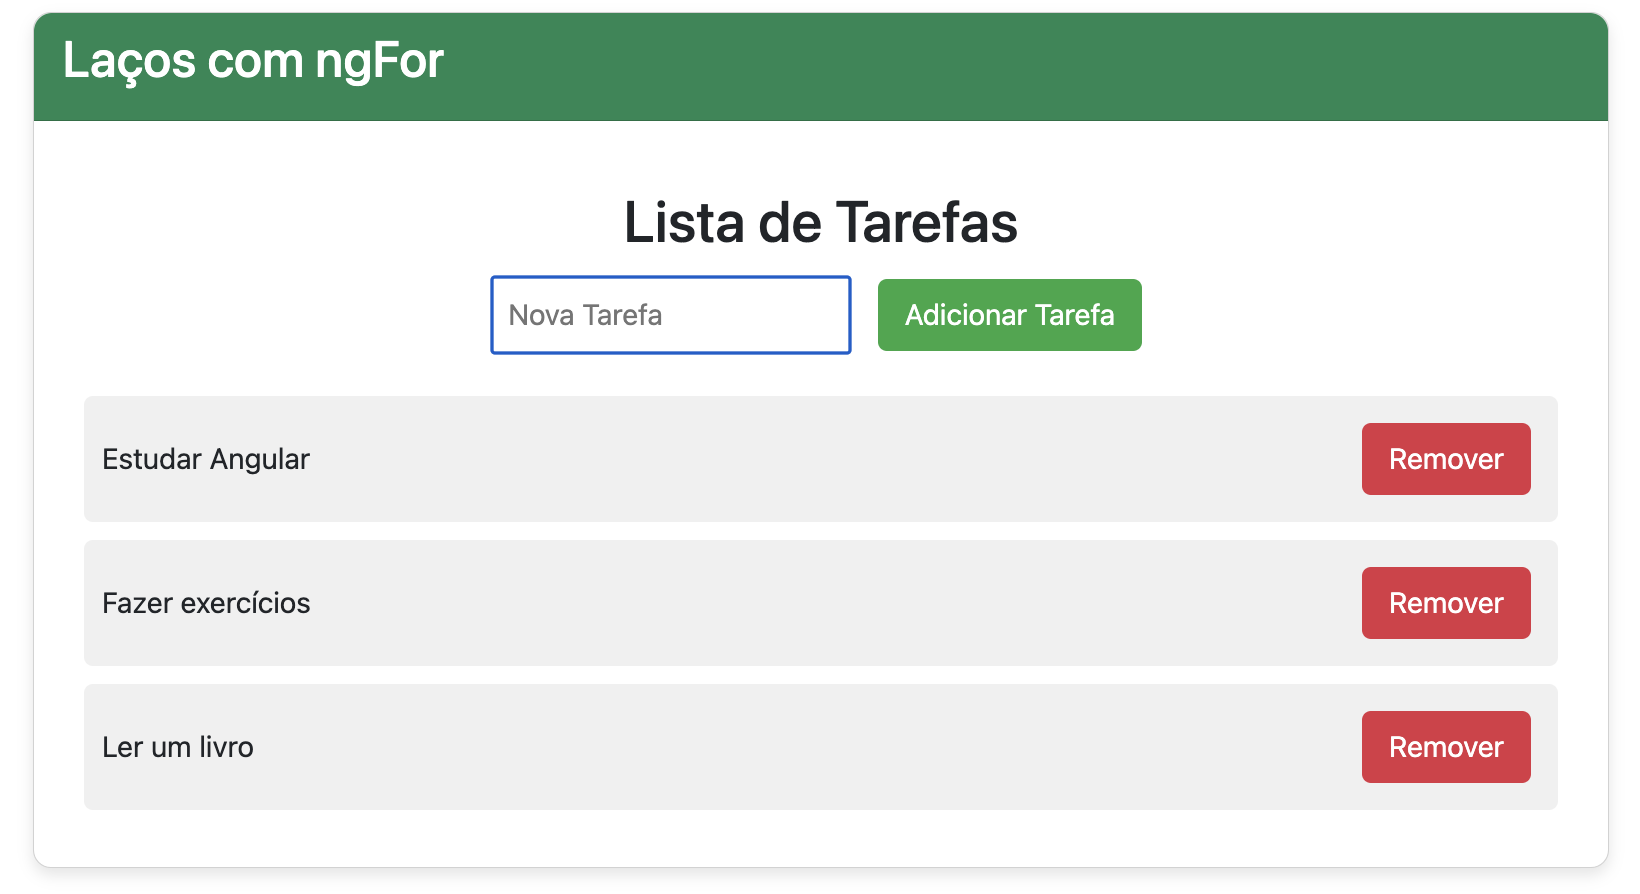 Laços com ngFor
Lista de Tarefas
Nova Tarefa
Adicionar Tarefa
Estudar Angular
Remover
Fazer exercícios
Remover
Ler um livro
Remover